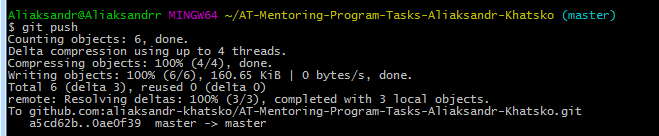 Aliaksandr@Aliaksandrr MINGW64 ~/AT-Mentoring-Program-Tasks-Aliaksandr-Khatsko (master)
$ git push
Counting objects: 6, done.
Delta compression using up to 4 threads.
Compressing objects: 100% (4/4), done.
Writing objects: 100% (6/6), 160.65 KiB | 0 bytes/s, done.
Total 6 (delta 3), reused 0 (delta 0)
remote: Resolving deltas: 100% (3/3), completed with 3 local objects.
To github.com:aliaksandr-khatsko/AT-Mentoring-Program-Tasks-Aliaksandr-Khatsko.git
   a5cd62b..0ae0f39  master -> master